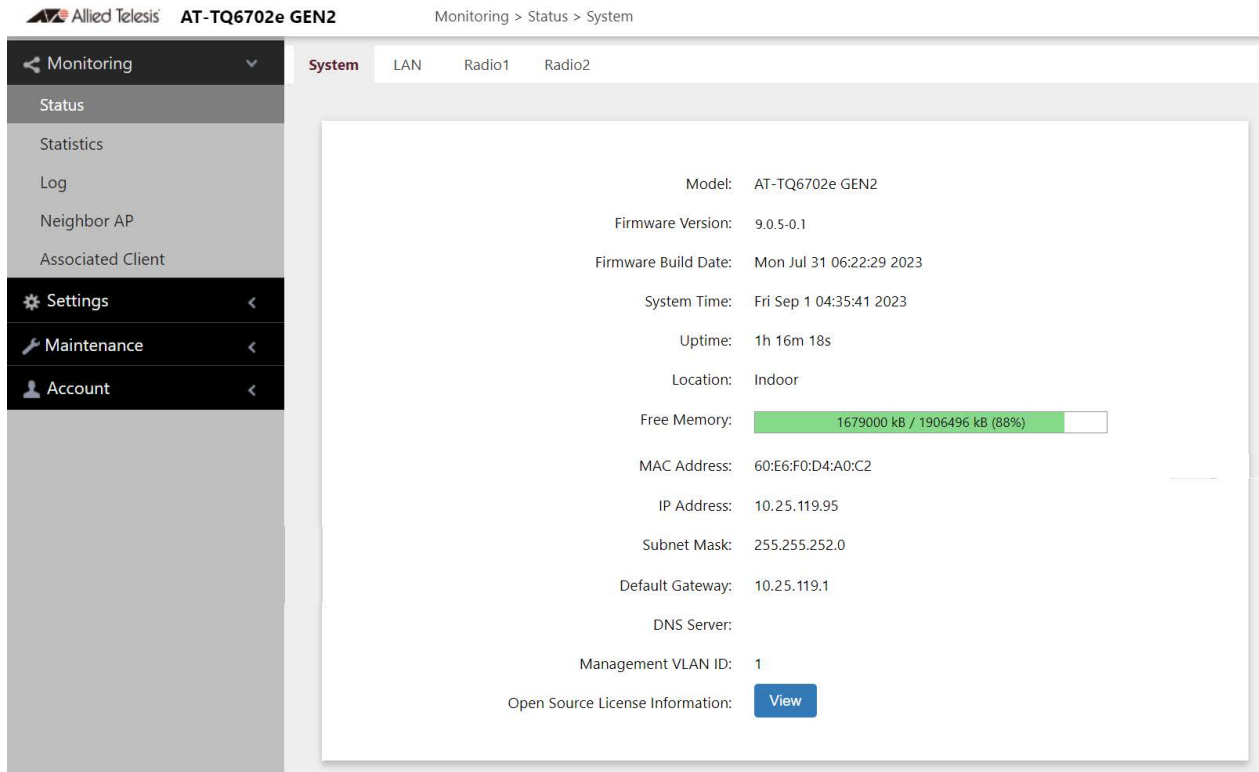 Allied Telesis AT-TQ6702e GEN2 Monitoring > Status > System
Monitoring
Status
Statistics
Log
Neighbor AP
Associated Client
Settings
Maintenance
Account
System LAN Radio1 Radio2
Model: AT-TQ6702e GEN2
Firmware Version: 9.0.5-0.1
Firmware Build Date: Mon Jul 31 06:22:29 2023
System Time: Fri Sep 1 04:35:41 2023
Uptime: 1h 16m 18s
Location: Indoor
Free Memory: 1679000 kB / 1906496 kB (88%)
MAC Address: 60:E6:F0:D4:A0:C2
IP Address: 10.25.119.95
Subnet Mask: 255.255.252.0
Default Gateway: 10.25.119.1
DNS Server:
Management VLAN ID: 1
Open Source License Information: View